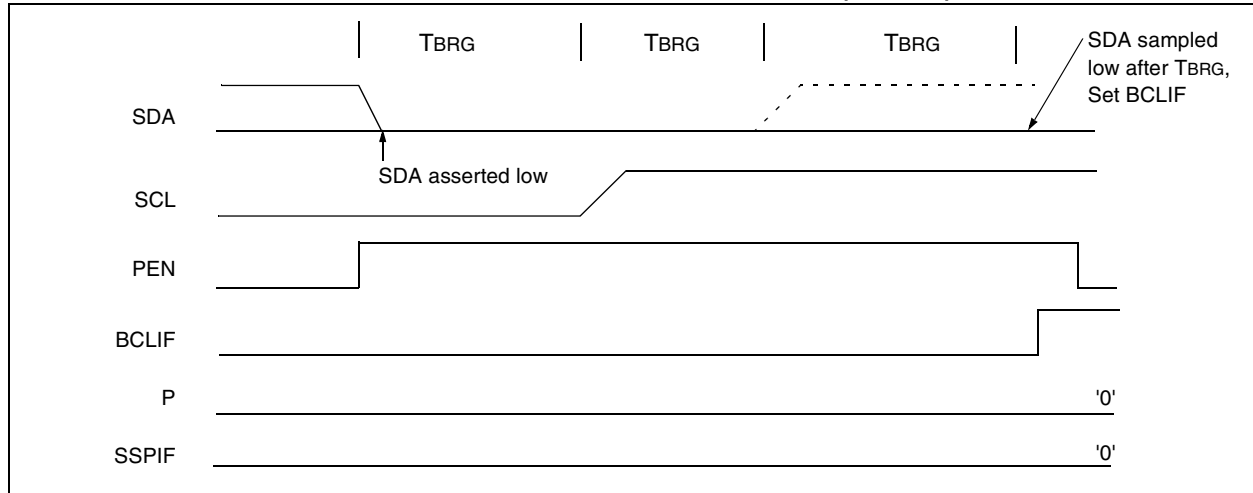 TBRG TBRG TBRG
SDA sampled
low after TBRG,
Set BCLIF
SDA
SDA asserted low
SCL
PEN
BCLIF
P '0'
SSPIF '0'